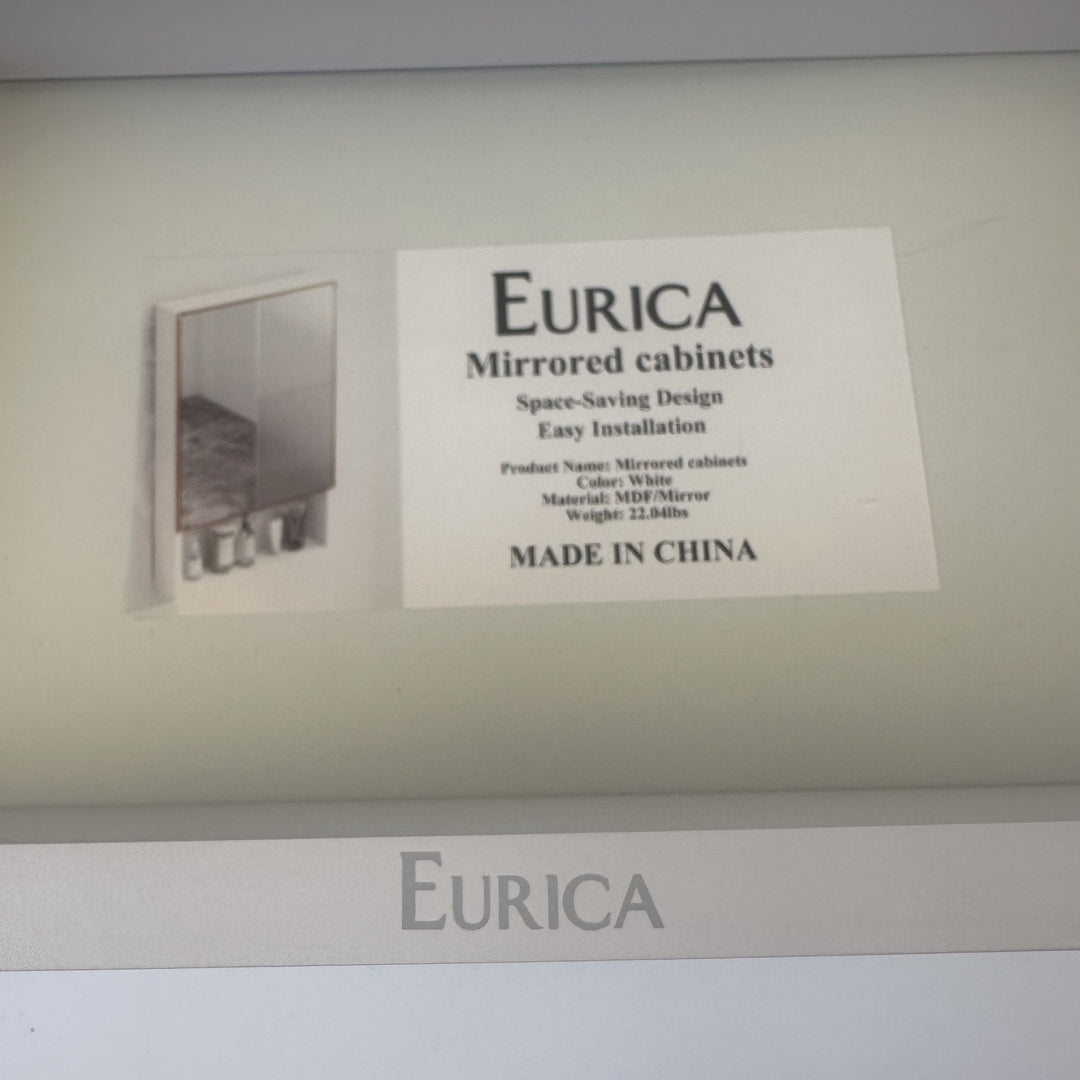 EURICA
Mirrored cabinets
Space-Saving Design
Easy Installation
Product Name: Mirrored cabinets
Color: White
Material: MDF/Mirror
Weight: 22.04lbs
MADE IN CHINA
EURICA